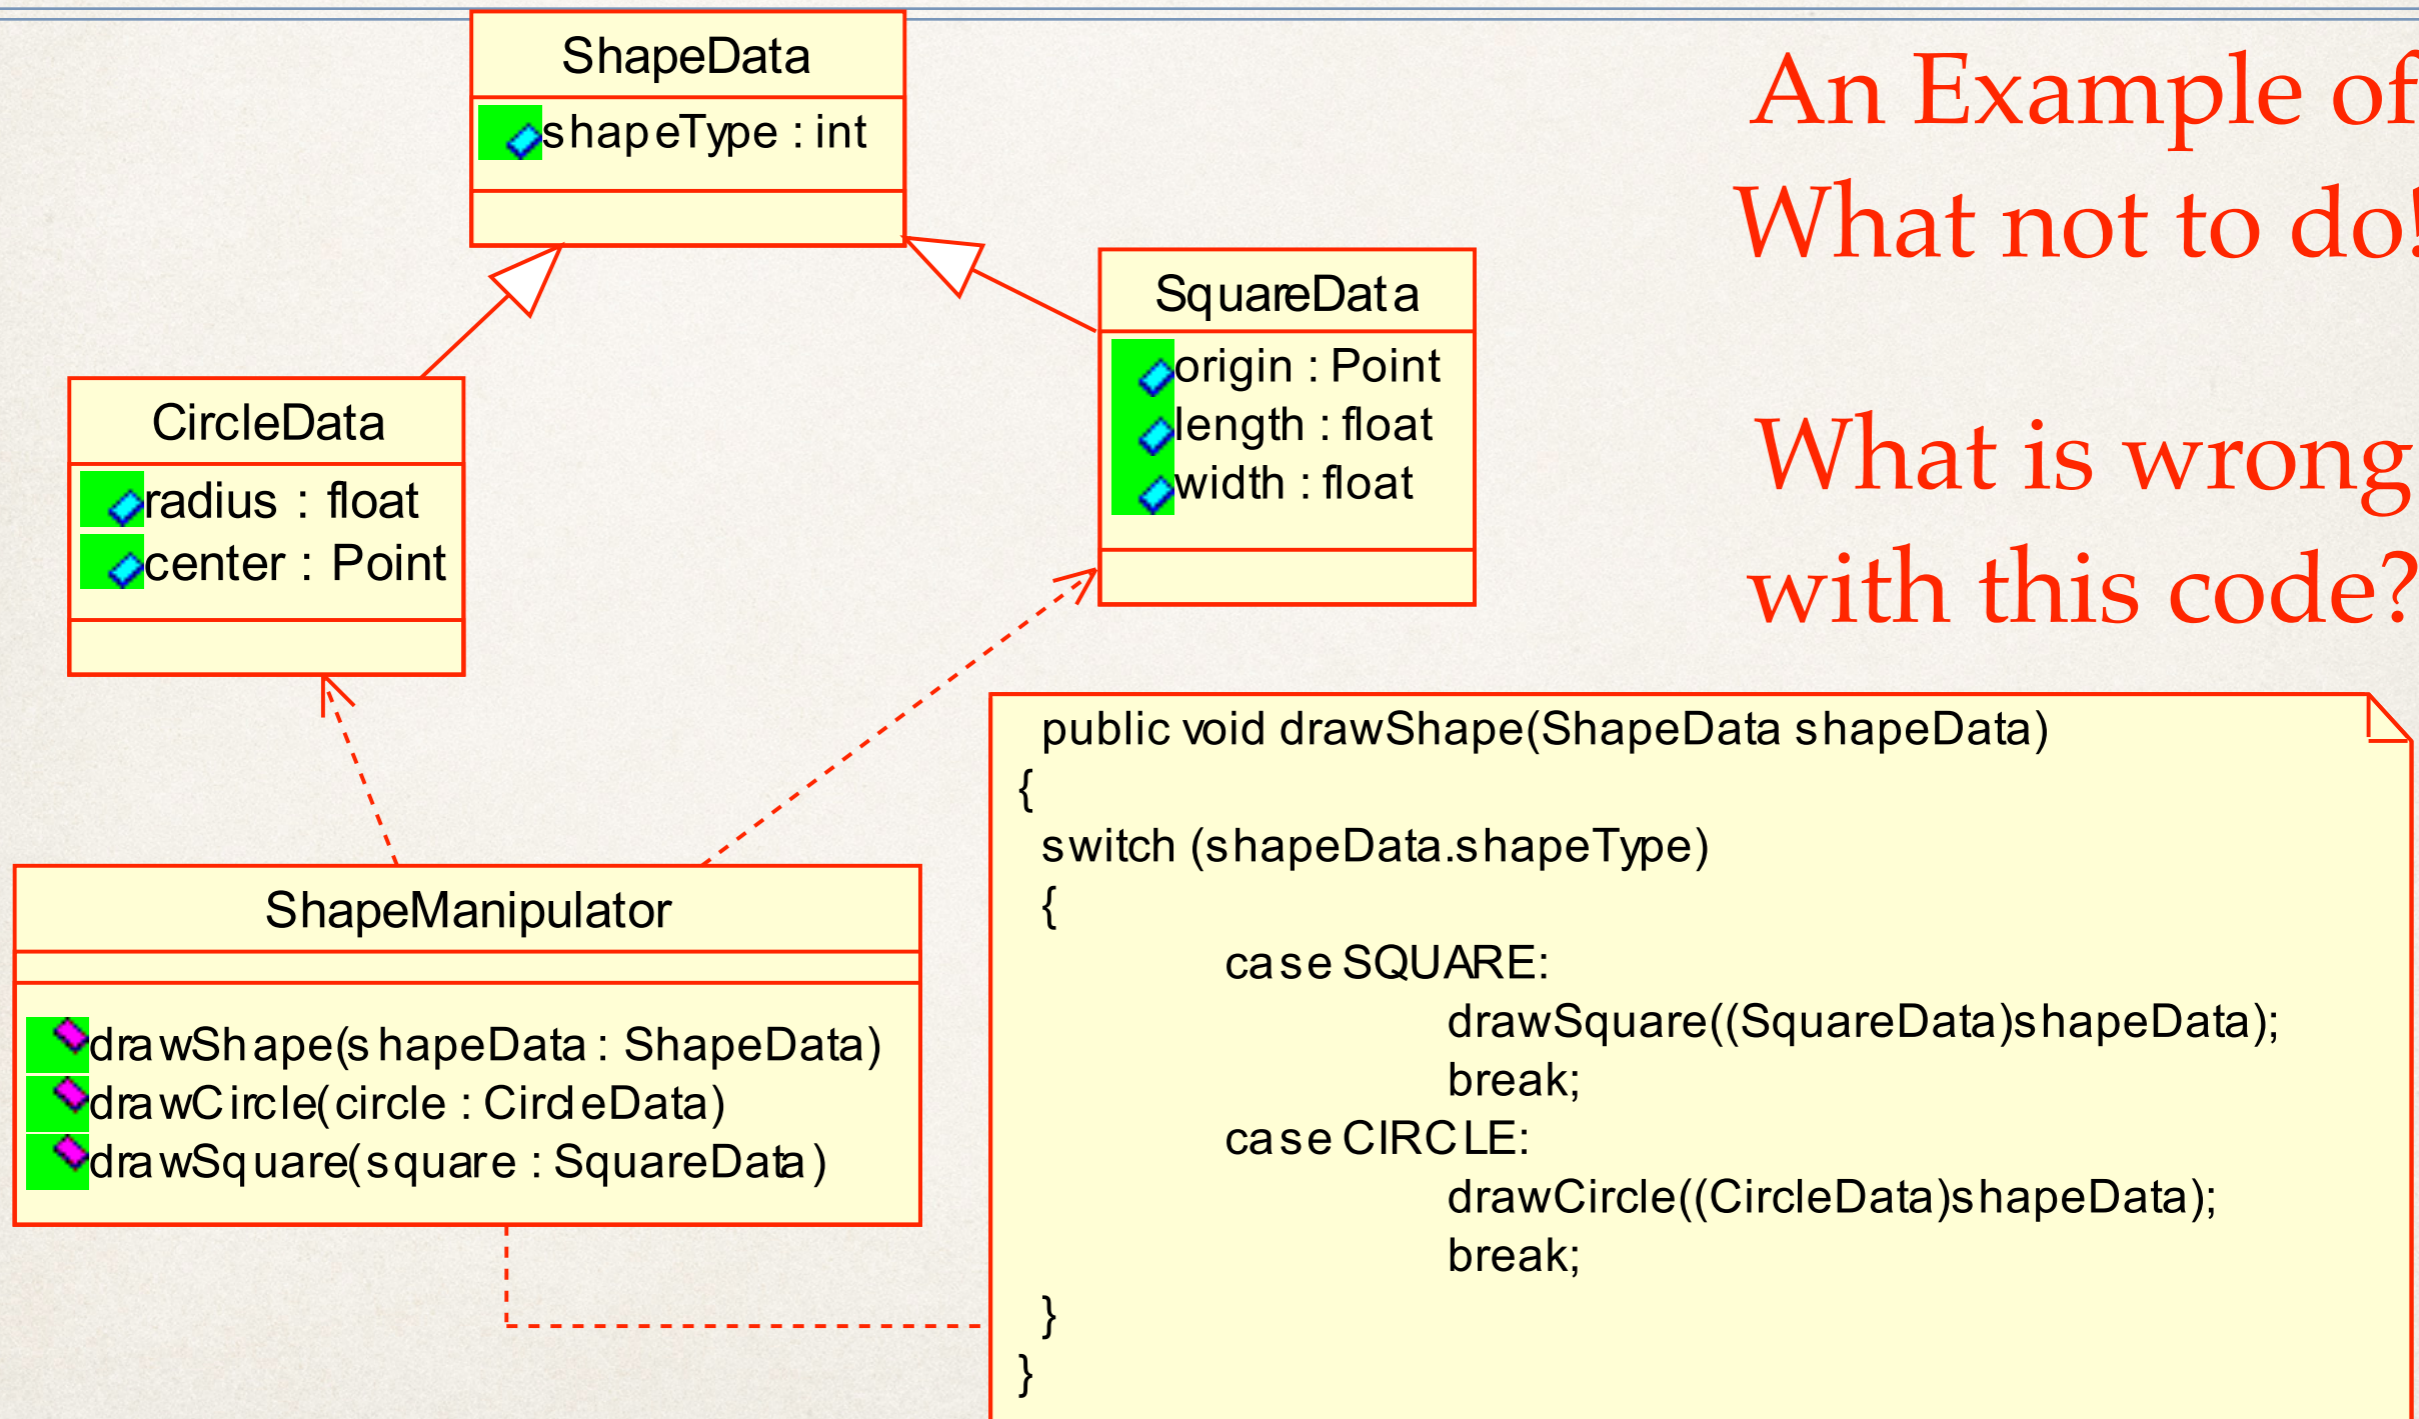 ShapeData
shapeType : int
An Example of
What not to do!
SquareData
origin : Point
length : float
width : float
CircleData
radius : float
center : Point
What is wrong
with this code?
ShapeManipulator
drawShape(shapeData : ShapeData)
drawCircle(circle : CircleData)
drawSquare(square : SquareData)
public void drawShape(ShapeData shapeData)
{
switch (shapeData.shapeType)
{
case SQUARE:
drawSquare((SquareData)shapeData);
break;
case CIRCLE:
drawCircle((CircleData)shapeData);
break;
}
}